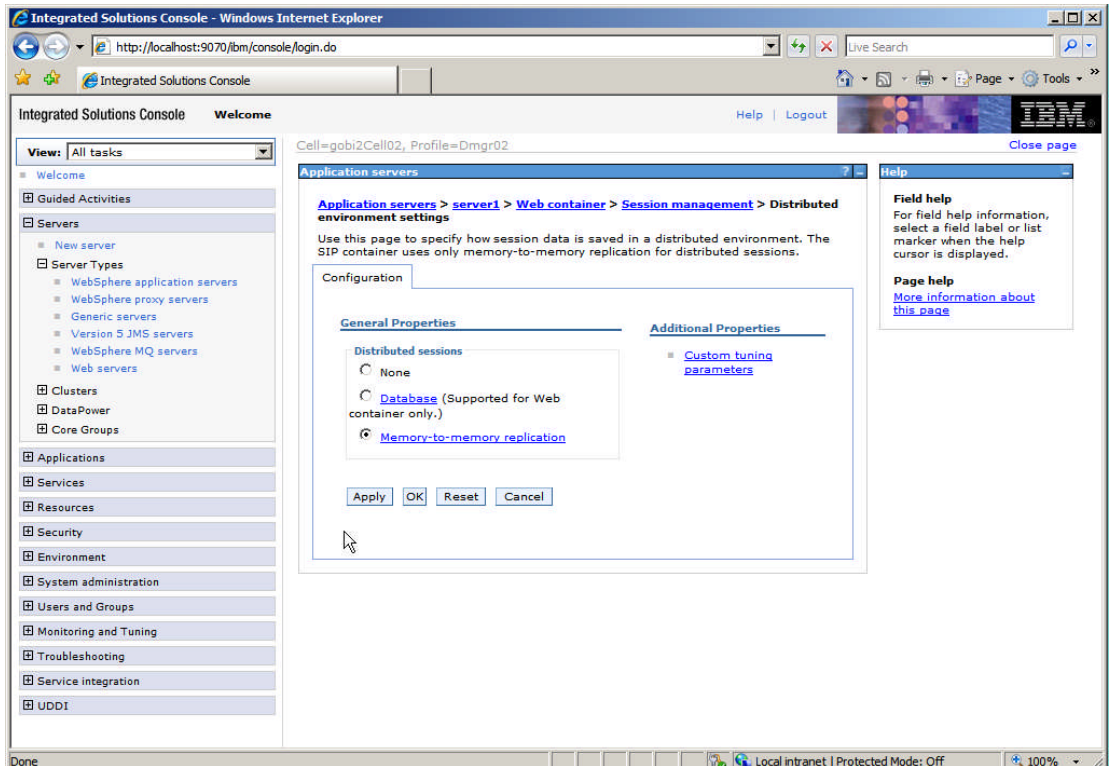 Integrated Solutions Console - Windows Internet Explorer
http://localhost:9070/ibm/console/login.do
Live Search
Integrated Solutions Console
Page
Tools
Integrated Solutions Console Welcome
Help | Logout
IBM
Cell=gobi2Cell02, Profile=Dmgr02
Close page
View: All tasks
Welcome
Guided Activities
Servers
New server
Server Types
WebSphere application servers
WebSphere proxy servers
Generic servers
Version 5 JMS servers
WebSphere MQ servers
Web servers
Clusters
DataPower
Core Groups
Applications
Services
Resources
Security
Environment
System administration
Users and Groups
Monitoring and Tuning
Troubleshooting
Service integration
UDDI
Application servers
Application servers > server1 > Web container > Session management > Distributed
environment settings
Use this page to specify how session data is saved in a distributed environment. The
SIP container uses only memory-to-memory replication for distributed sessions.
Configuration
General Properties
Distributed sessions
None
Database (Supported for Web
container only.)
Memory-to-memory replication
Additional Properties
Custom tuning
parameters
Apply OK Reset Cancel
Help
Field help
For field help information,
select a field label or list
marker when the help
cursor is displayed.
Page help
More information about
this page
Done
Local intranet | Protected Mode: Off
100%